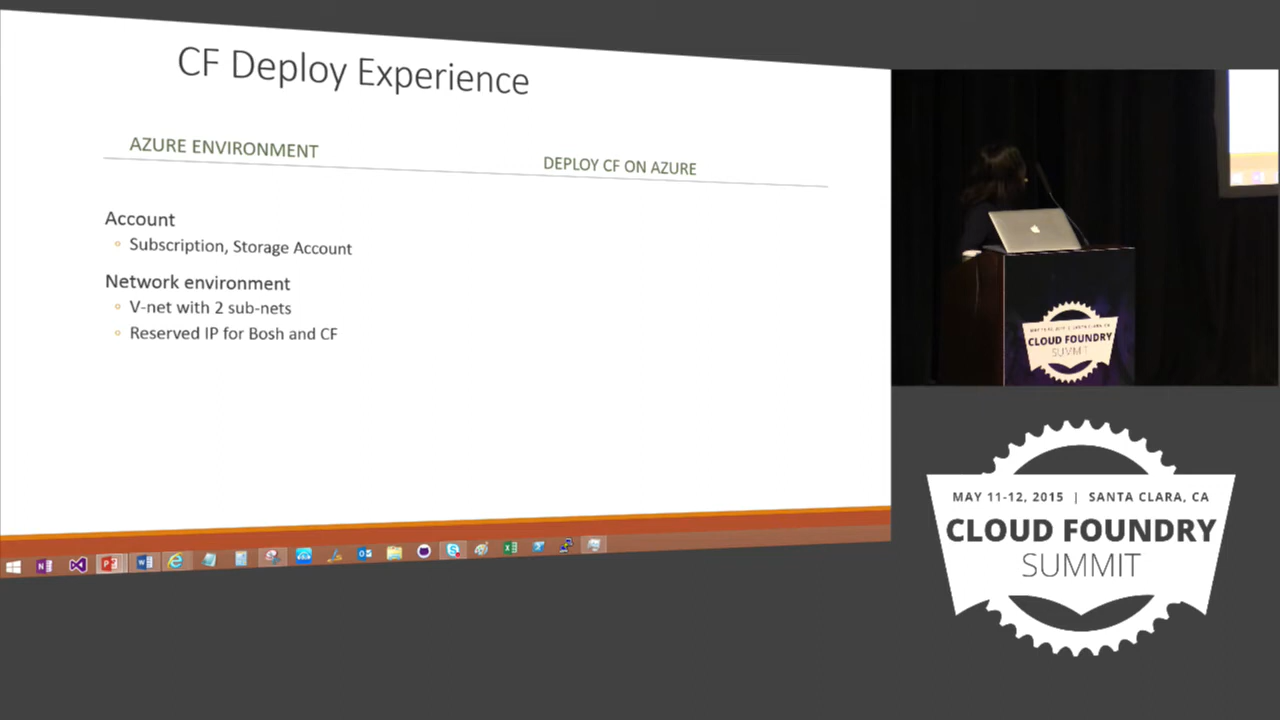 CF Deploy Experience
AZURE ENVIRONMENT
DEPLOY CF ON AZURE
Account
Subscription, Storage Account
Network environment
V-net with 2 sub-nets
Reserved IP for Bosh and CF
CLOUD FOUNDRY
SUMMIT
MAY 11-12, 2015 | SANTA CLARA, CA
CLOUD FOUNDRY
SUMMIT